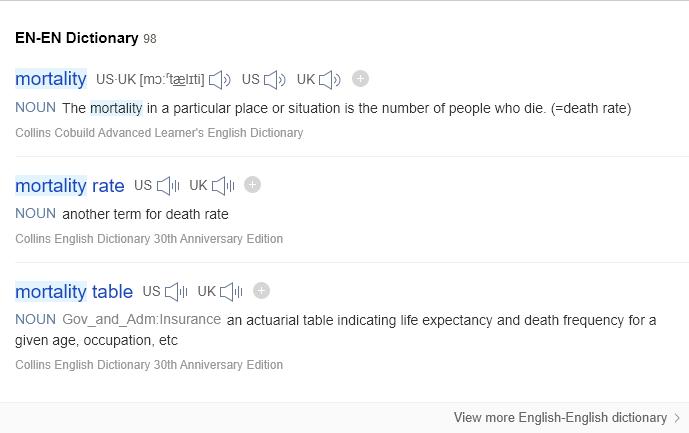 EN-EN Dictionary 98
mortality US·UK [mɔːˈtælɪti] US UK
NOUN The mortality in a particular place or situation is the number of people who die. (=death rate)
Collins Cobuild Advanced Learner's English Dictionary
mortality rate US UK
NOUN another term for death rate
Collins English Dictionary 30th Anniversary Edition
mortality table US UK
NOUN Gov_and_Adm:Insurance an actuarial table indicating life expectancy and death frequency for a
given age, occupation, etc
Collins English Dictionary 30th Anniversary Edition
View more English-English dictionary